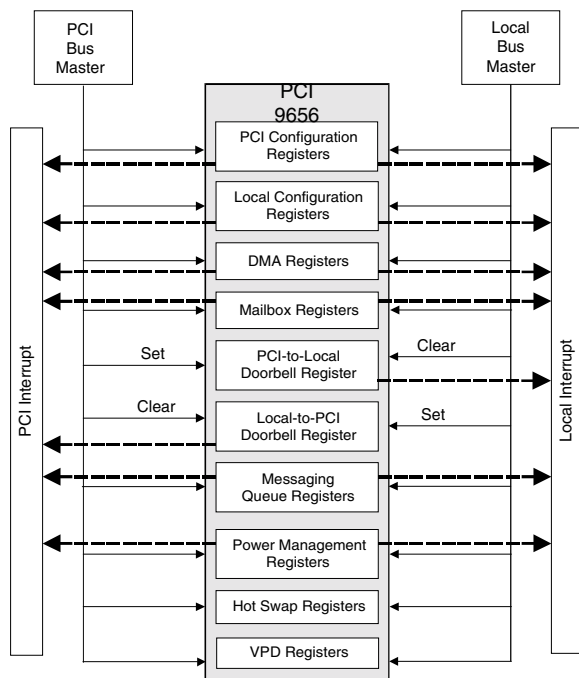 PCI
Bus
Master
Local
Bus
Master
PCI
9656
PCI Configuration
Registers
Local Configuration
Registers
DMA Registers
Mailbox Registers
Set
PCI-to-Local
Doorbell Register
Clear
Clear
Local-to-PCI
Doorbell Register
Set
Messaging
Queue Registers
Power Management
Registers
Hot Swap Registers
VPD Registers
PCI Interrupt
Local Interrupt